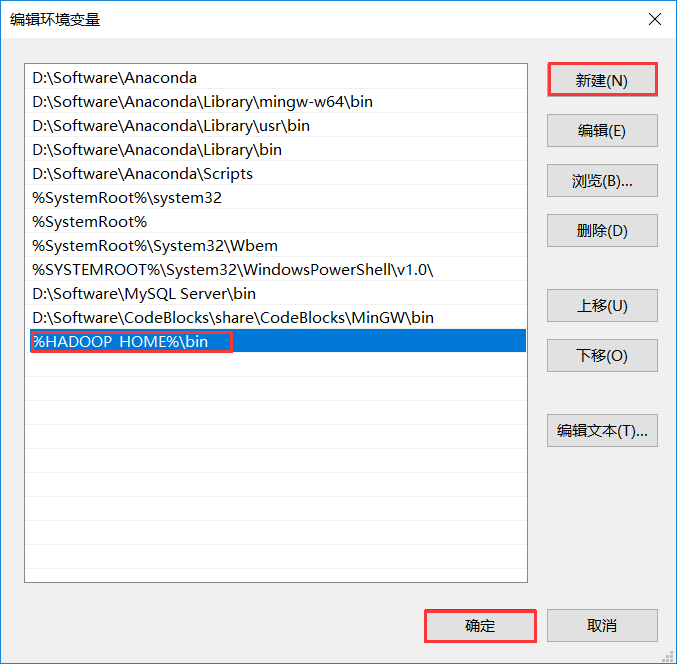 编辑环境变量
D:\Software\Anaconda
D:\Software\Anaconda\Library\mingw-w64\bin
D:\Software\Anaconda\Library\usr\bin
D:\Software\Anaconda\Library\bin
D:\Software\Anaconda\Scripts
%SystemRoot%\system32
%SystemRoot%
%SystemRoot%\System32\Wbem
%SYSTEMROOT%\System32\WindowsPowerShell\v1.0\
D:\Software\MySQL Server\bin
D:\Software\CodeBlocks\share\CodeBlocks\MinGW\bin
%HADOOP_HOME%\bin
新建(N)
编辑(E)
浏览(B)...
删除(D)
上移(U)
下移(O)
编辑文本(T)...
确定
取消